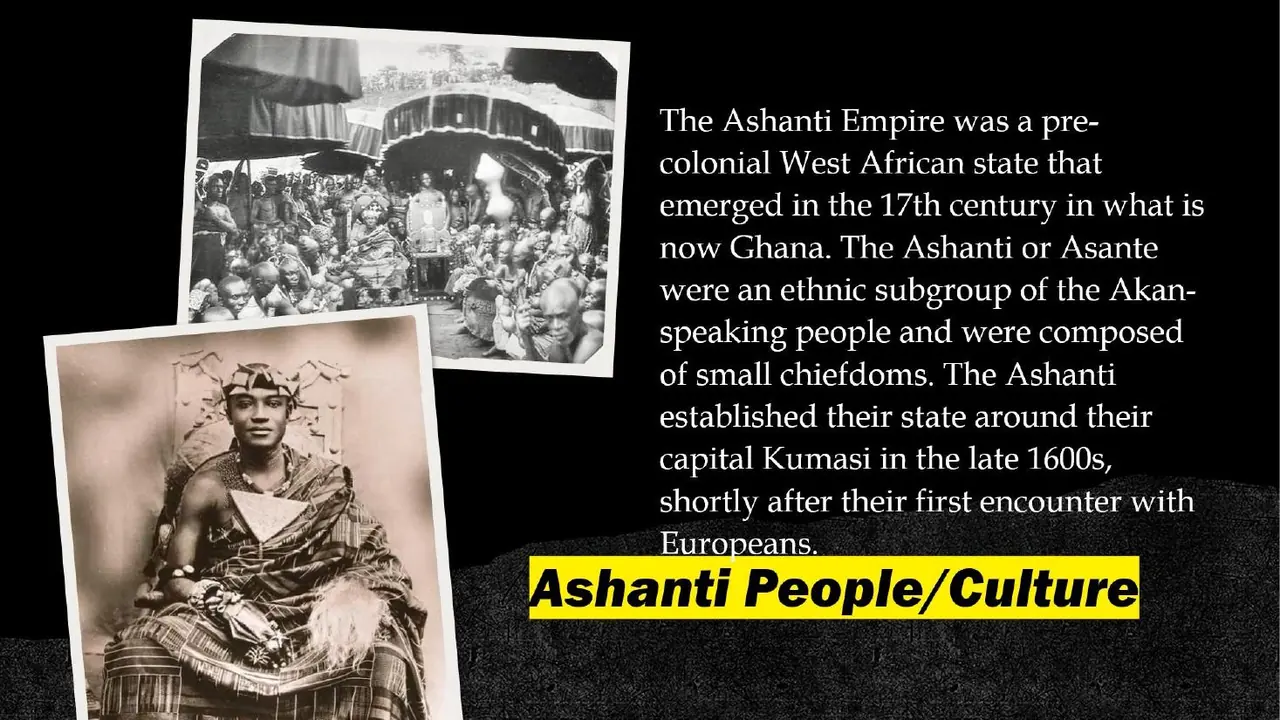 The Ashanti Empire was a pre-
colonial West African state that
emerged in the 17th century in what is
now Ghana. The Ashanti or Asante
were an ethnic subgroup of the Akan-
speaking people and were composed
of small chiefdoms. The Ashanti
established their state around their
capital Kumasi in the late 1600s,
shortly after their first encounter with
Europeans.
Ashanti People/Culture